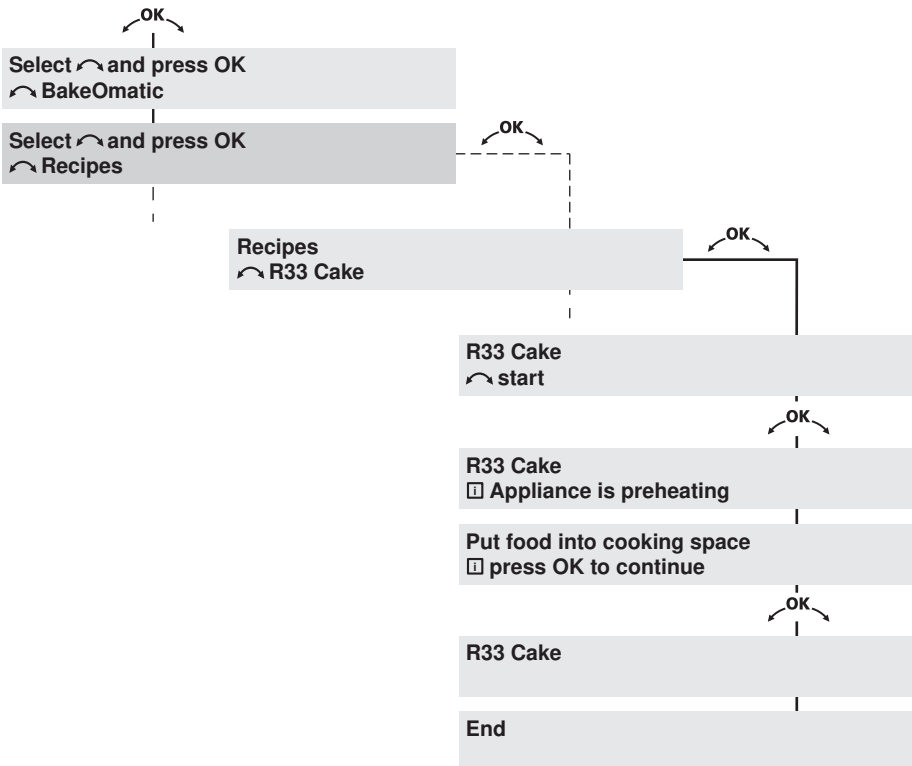 OK
Select and press OK
BakeOmatic
Select and press OK
Recipes
OK
Recipes
R33 Cake
OK
R33 Cake
start
OK
R33 Cake
i Appliance is preheating
Put food into cooking space
i press OK to continue
OK
R33 Cake
End